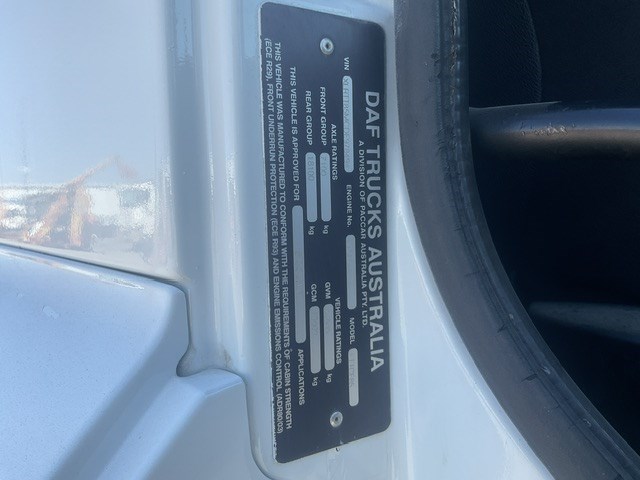 DAF TRUCKS AUSTRALIA
A DIVISION OF PACCAR AUSTRALIA PTY. LTD.
VIN ENGINE No. MODEL
AXLE RATINGS VEHICLE RATINGS
FRONT GROUP kg GVM kg
REAR GROUP kg GCM kg
THIS VEHICLE IS APPROVED FOR APPLICATIONS
THIS VEHICLE WAS MANUFACTURED TO CONFORM WITH THE REQUIREMENTS OF CABIN STRENGTH
(ECE R29), FRONT UNDERRUN PROTECTION (ECE R93) AND ENGINE EMISSIONS CONTROL (ADR80/03)